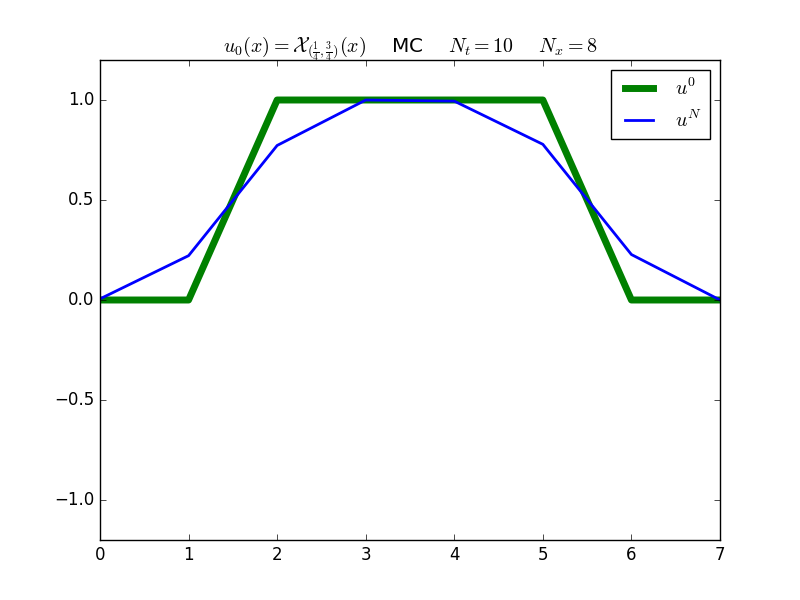 u_0(x) = 𝒳_{(1/4, 3/4)}(x) MC N_t = 10 N_x = 8
u^0
u^N
1.0
0.5
0.0
−0.5
−1.0
0 1 2 3 4 5 6 7